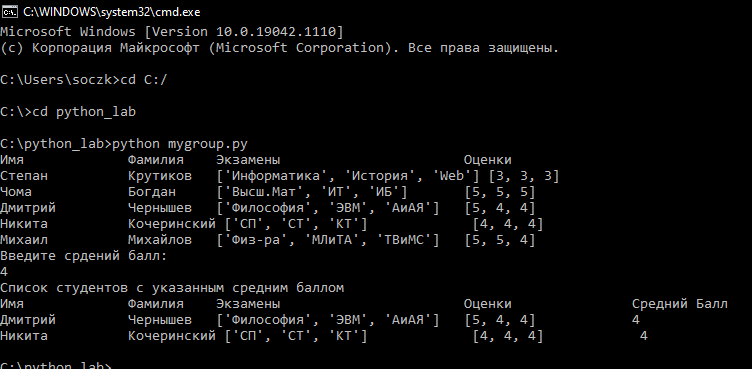 C:\WINDOWS\system32\cmd.exe
Microsoft Windows [Version 10.0.19042.1110]
(c) Корпорация Майкрософт (Microsoft Corporation). Все права защищены.
C:\Users\soczk>cd C:/
C:\>cd python_lab
C:\python_lab>python mygroup.py
Имя Фамилия Экзамены Оценки
Степан Крутиков ['Информатика', 'История', 'Web'] [3, 3, 3]
Чома Богдан ['Высш.Мат', 'ИТ', 'ИБ'] [5, 5, 5]
Дмитрий Чернышев ['Философия', 'ЭВМ', 'АиАЯ'] [5, 4, 4]
Никита Кочеринский ['СП', 'СТ', 'КТ'] [4, 4, 4]
Михаил Михайлов ['Физ-ра', 'МЛиТА', 'ТВиМС'] [5, 5, 4]
Введите срдений балл:
4
Список студентов с указанным средним баллом
Имя Фамилия Экзамены Оценки Средний Балл
Дмитрий Чернышев ['Философия', 'ЭВМ', 'АиАЯ'] [5, 4, 4] 4
Никита Кочеринский ['СП', 'СТ', 'КТ'] [4, 4, 4] 4
C:\python_lab>